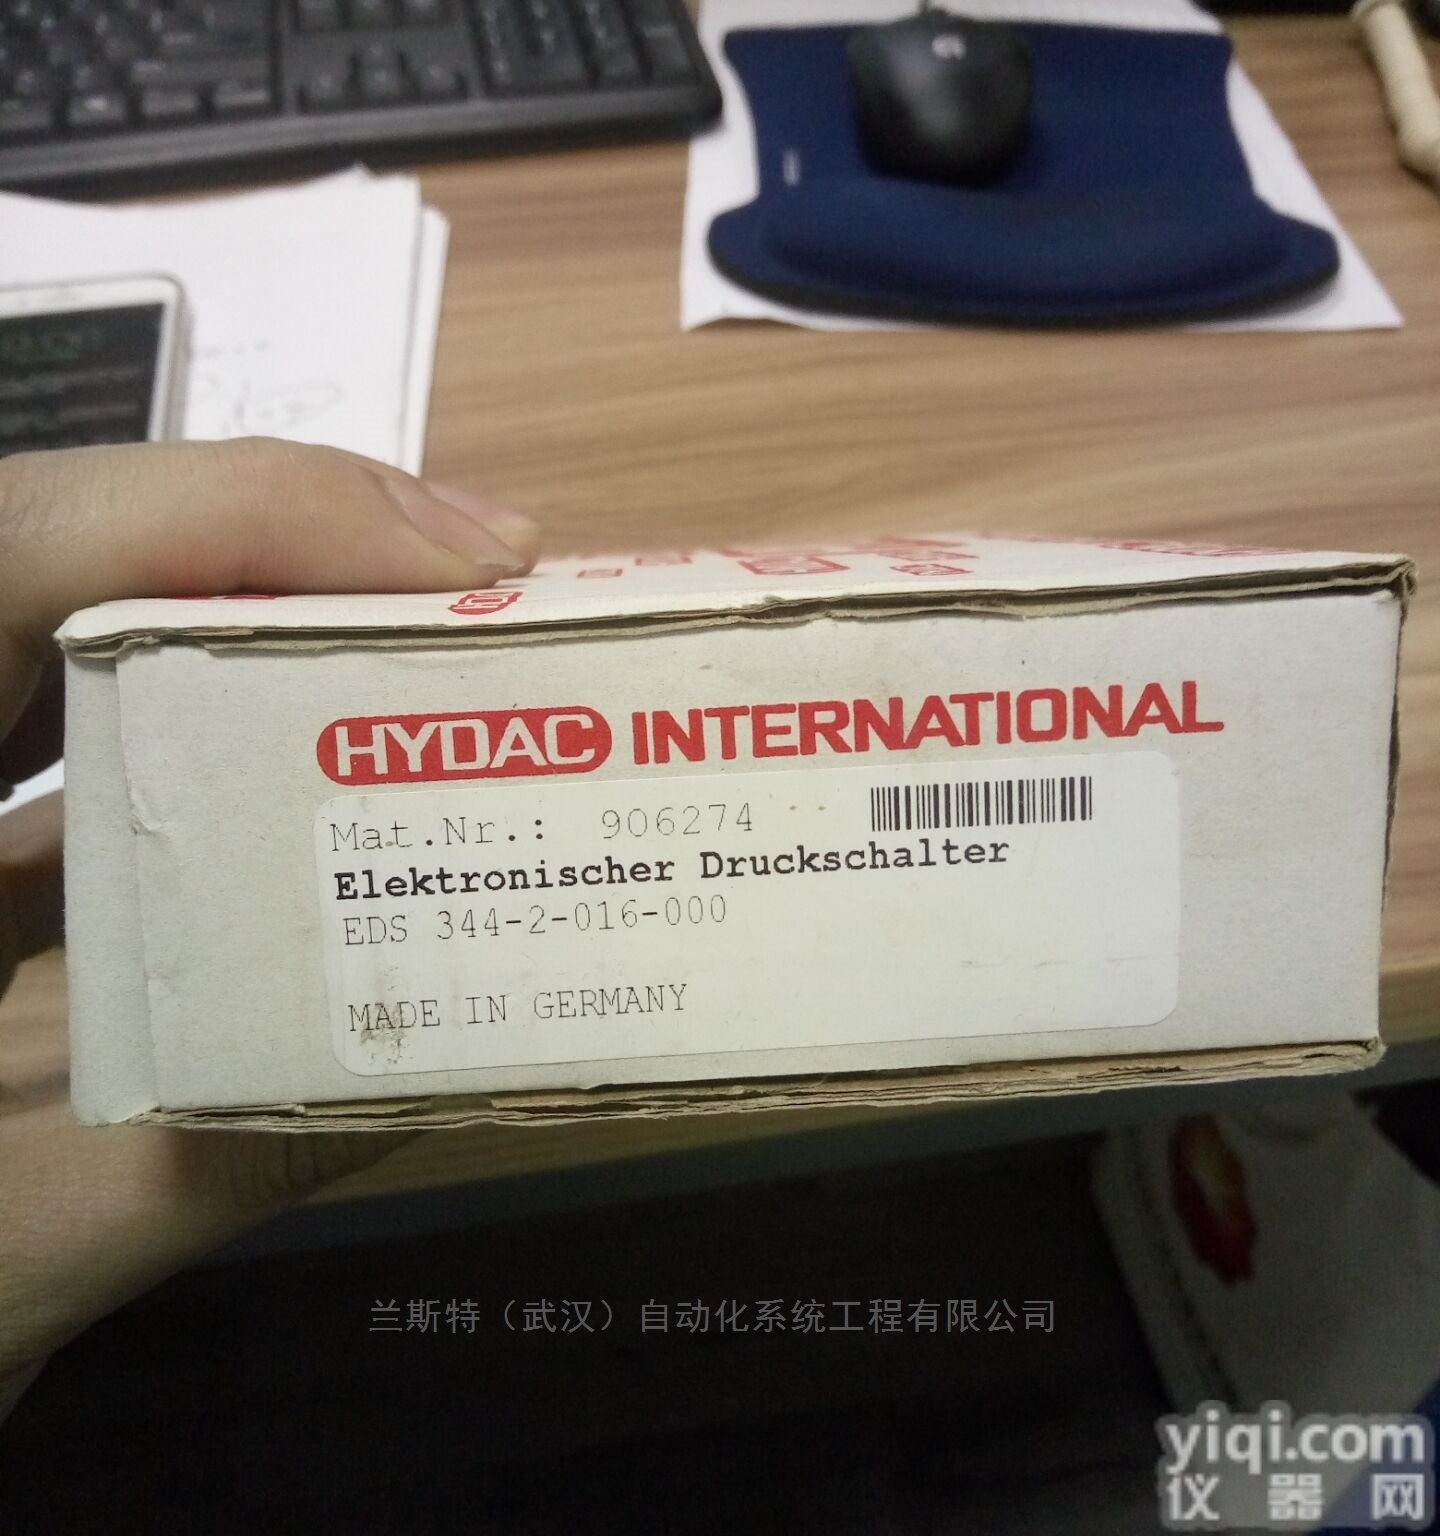 HYDAC INTERNATIONAL
Mat.Nr.: 906274
Elektronischer Druckschalter
EDS 344-2-016-000
MADE IN GERMANY
兰斯特（武汉）自动化系统工程有限公司
yiqi.com
仪器网